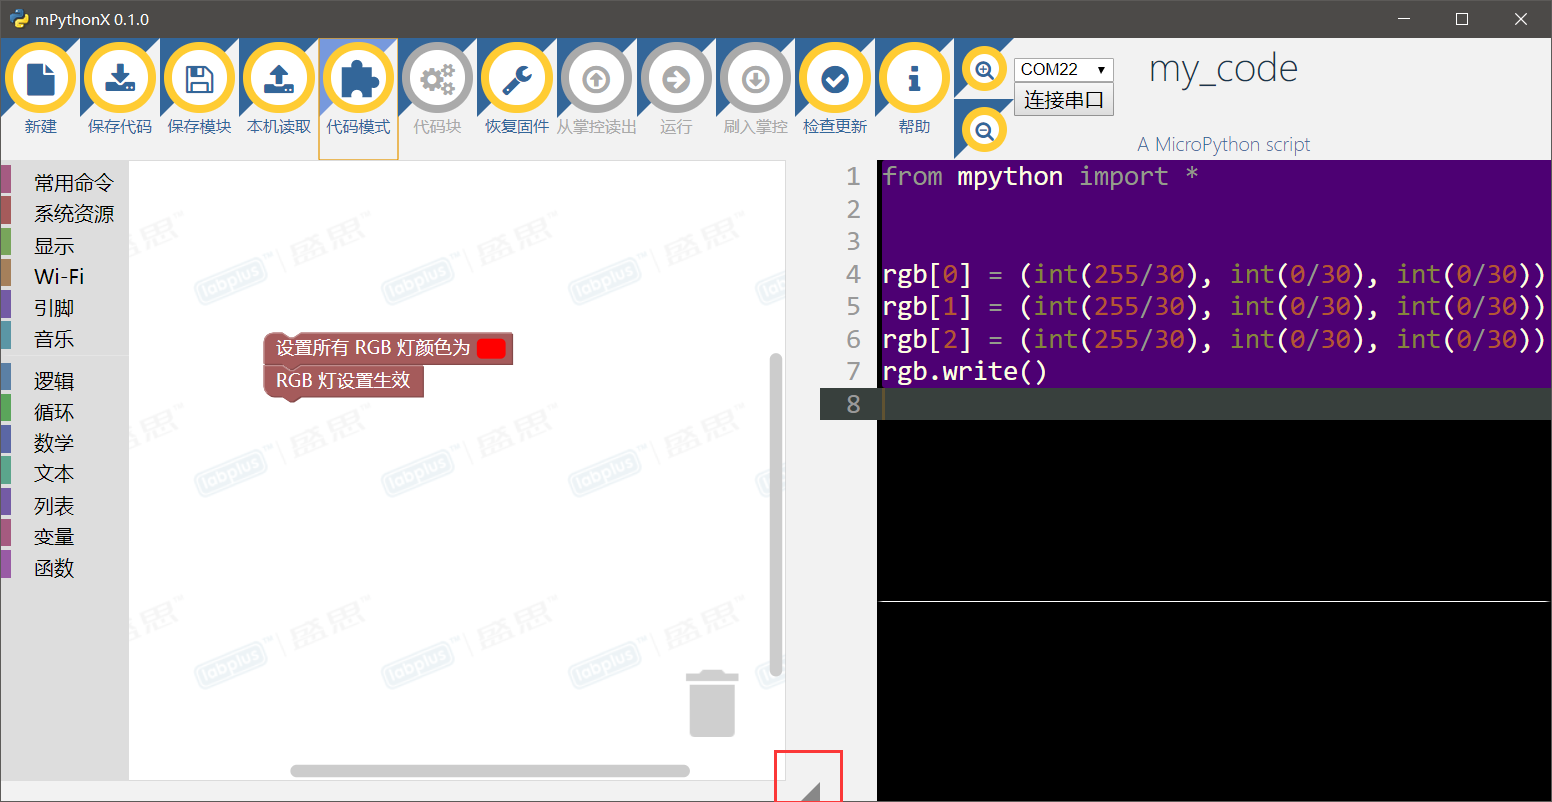 mPythonX 0.1.0
新建
保存代码
保存模块
本机读取
代码模式
代码块
恢复固件
从掌控读出
运行
刷入掌控
检查更新
帮助
COM22
连接串口
my_code
A MicroPython script
常用命令
系统资源
显示
Wi-Fi
引脚
音乐
逻辑
循环
数学
文本
列表
变量
函数
labplus™ | 盛思™
设置所有 RGB 灯颜色为
RGB 灯设置生效
1 from mpython import *
2
3
4 rgb[0] = (int(255/30), int(0/30), int(0/30))
5 rgb[1] = (int(255/30), int(0/30), int(0/30))
6 rgb[2] = (int(255/30), int(0/30), int(0/30))
7 rgb.write()
8